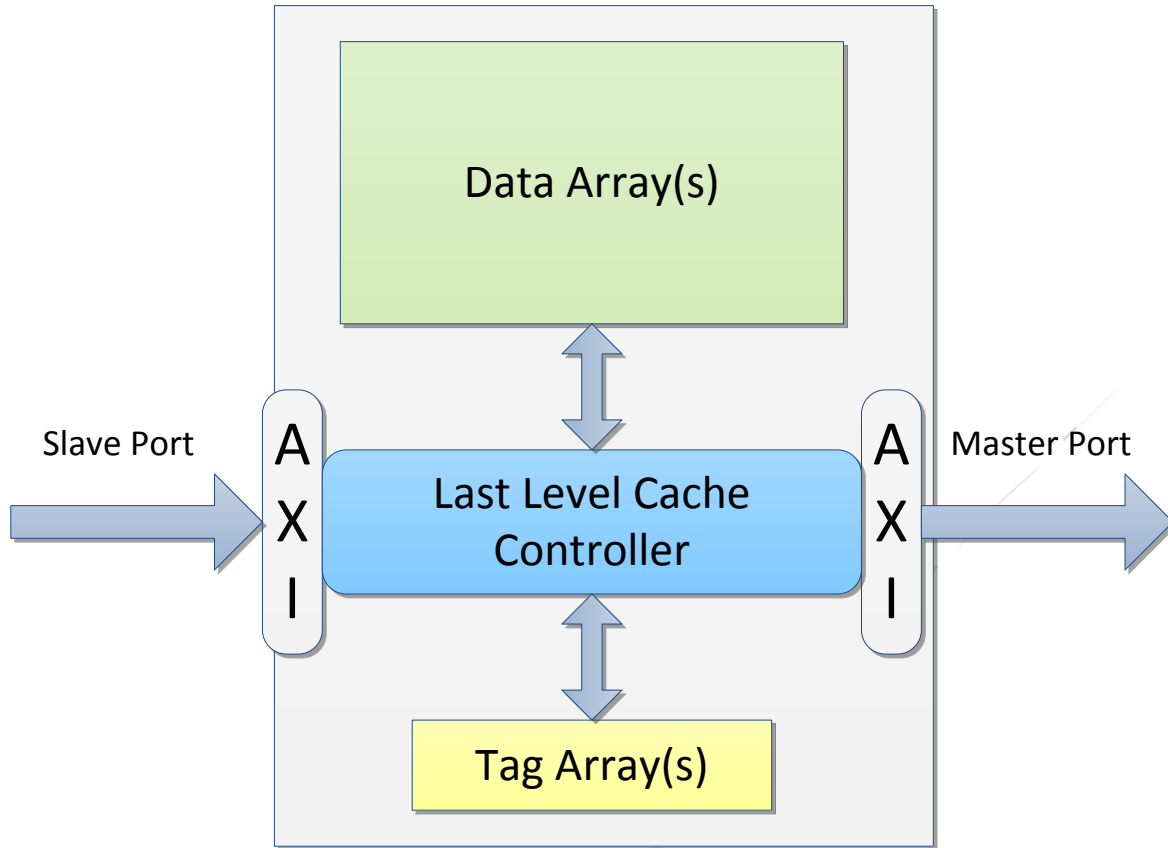 Data Array(s)
Slave Port
A
X
I
Last Level Cache
Controller
A
X
I
Master Port
Tag Array(s)